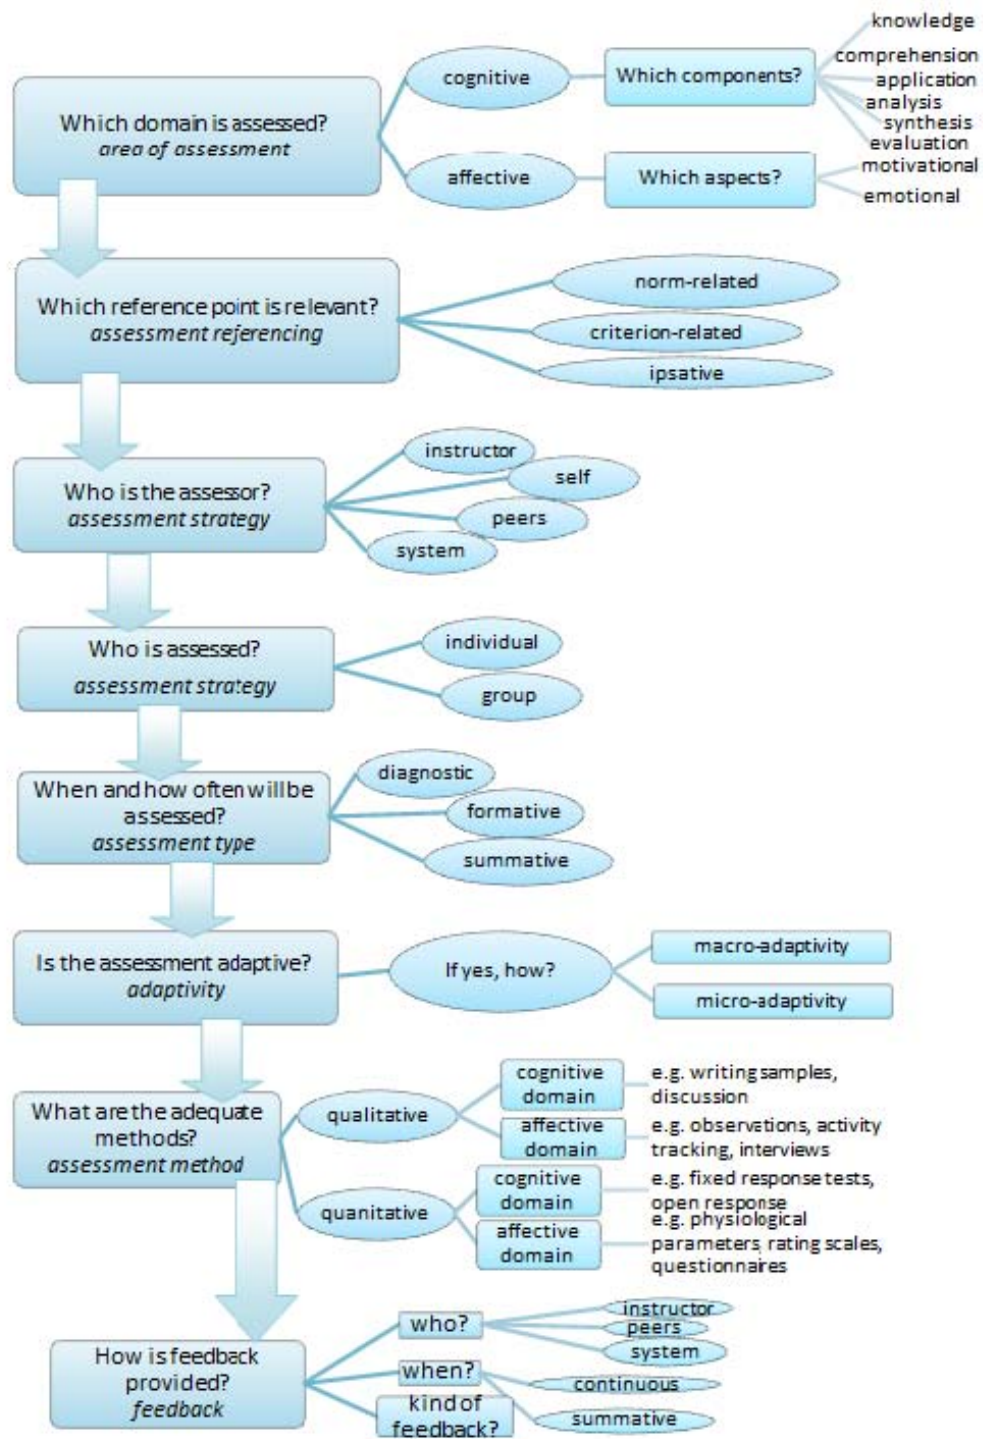 knowledge
comprehension
application
analysis
synthesis
evaluation
cognitive
Which components?
Which domain is assessed?
area of assessment
affective
Which aspects?
motivational
emotional
Which reference point is relevant?
assessment referencing
norm-related
criterion-related
ipsative
Who is the assessor?
assessment strategy
instructor
self
peers
system
Who is assessed?
assessment strategy
individual
group
When and how often will be
assessed?
assessment type
diagnostic
formative
summative
Is the assessment adaptive?
adaptivity
If yes, how?
macro-adaptivity
micro-adaptivity
What are the adequate
methods?
assessment method
qualitative
cognitive
domain
e.g. writing samples,
discussion
affective
domain
e.g. observations, activity
tracking, interviews
quanitative
cognitive
domain
e.g. fixed response tests,
open response
affective
domain
e.g. physiological
parameters, rating scales,
questionnaires
How is feedback
provided?
feedback
who?
instructor
peers
system
when?
continuous
summative
kind of
feedback?